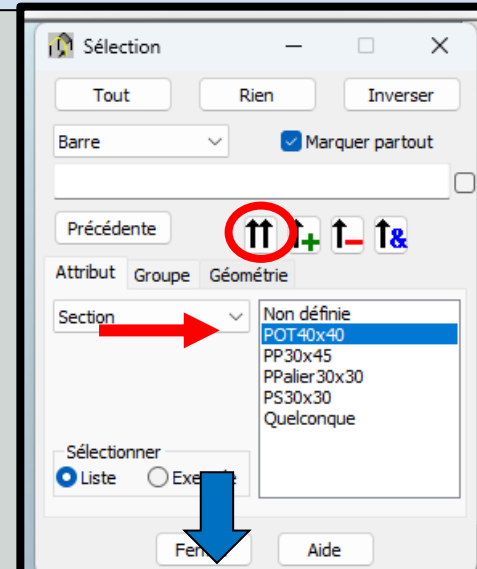 Sélection
Tout Rien Inverser
Barre Marquer partout
Précédente
&
Attribut Groupe Géométrie
Section
Non définie
POT40x40
PP30x45
PPalier30x30
PS30x30
Quelconque
Sélectionner
Liste
Aide